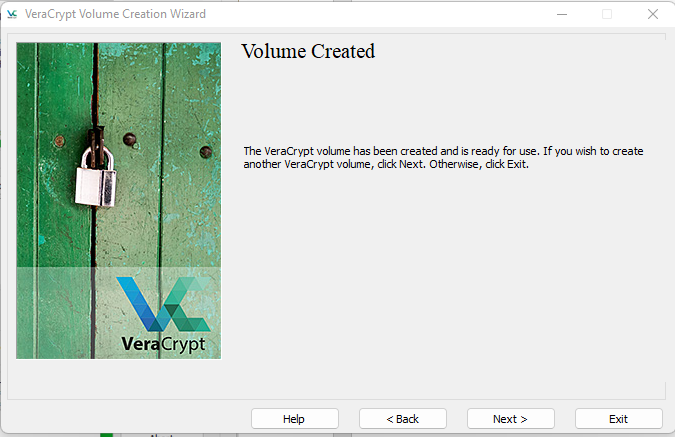 VeraCrypt Volume Creation Wizard
Volume Created
The VeraCrypt volume has been created and is ready for use. If you wish to create
another VeraCrypt volume, click Next. Otherwise, click Exit.
VeraCrypt
Help
< Back
Next >
Exit